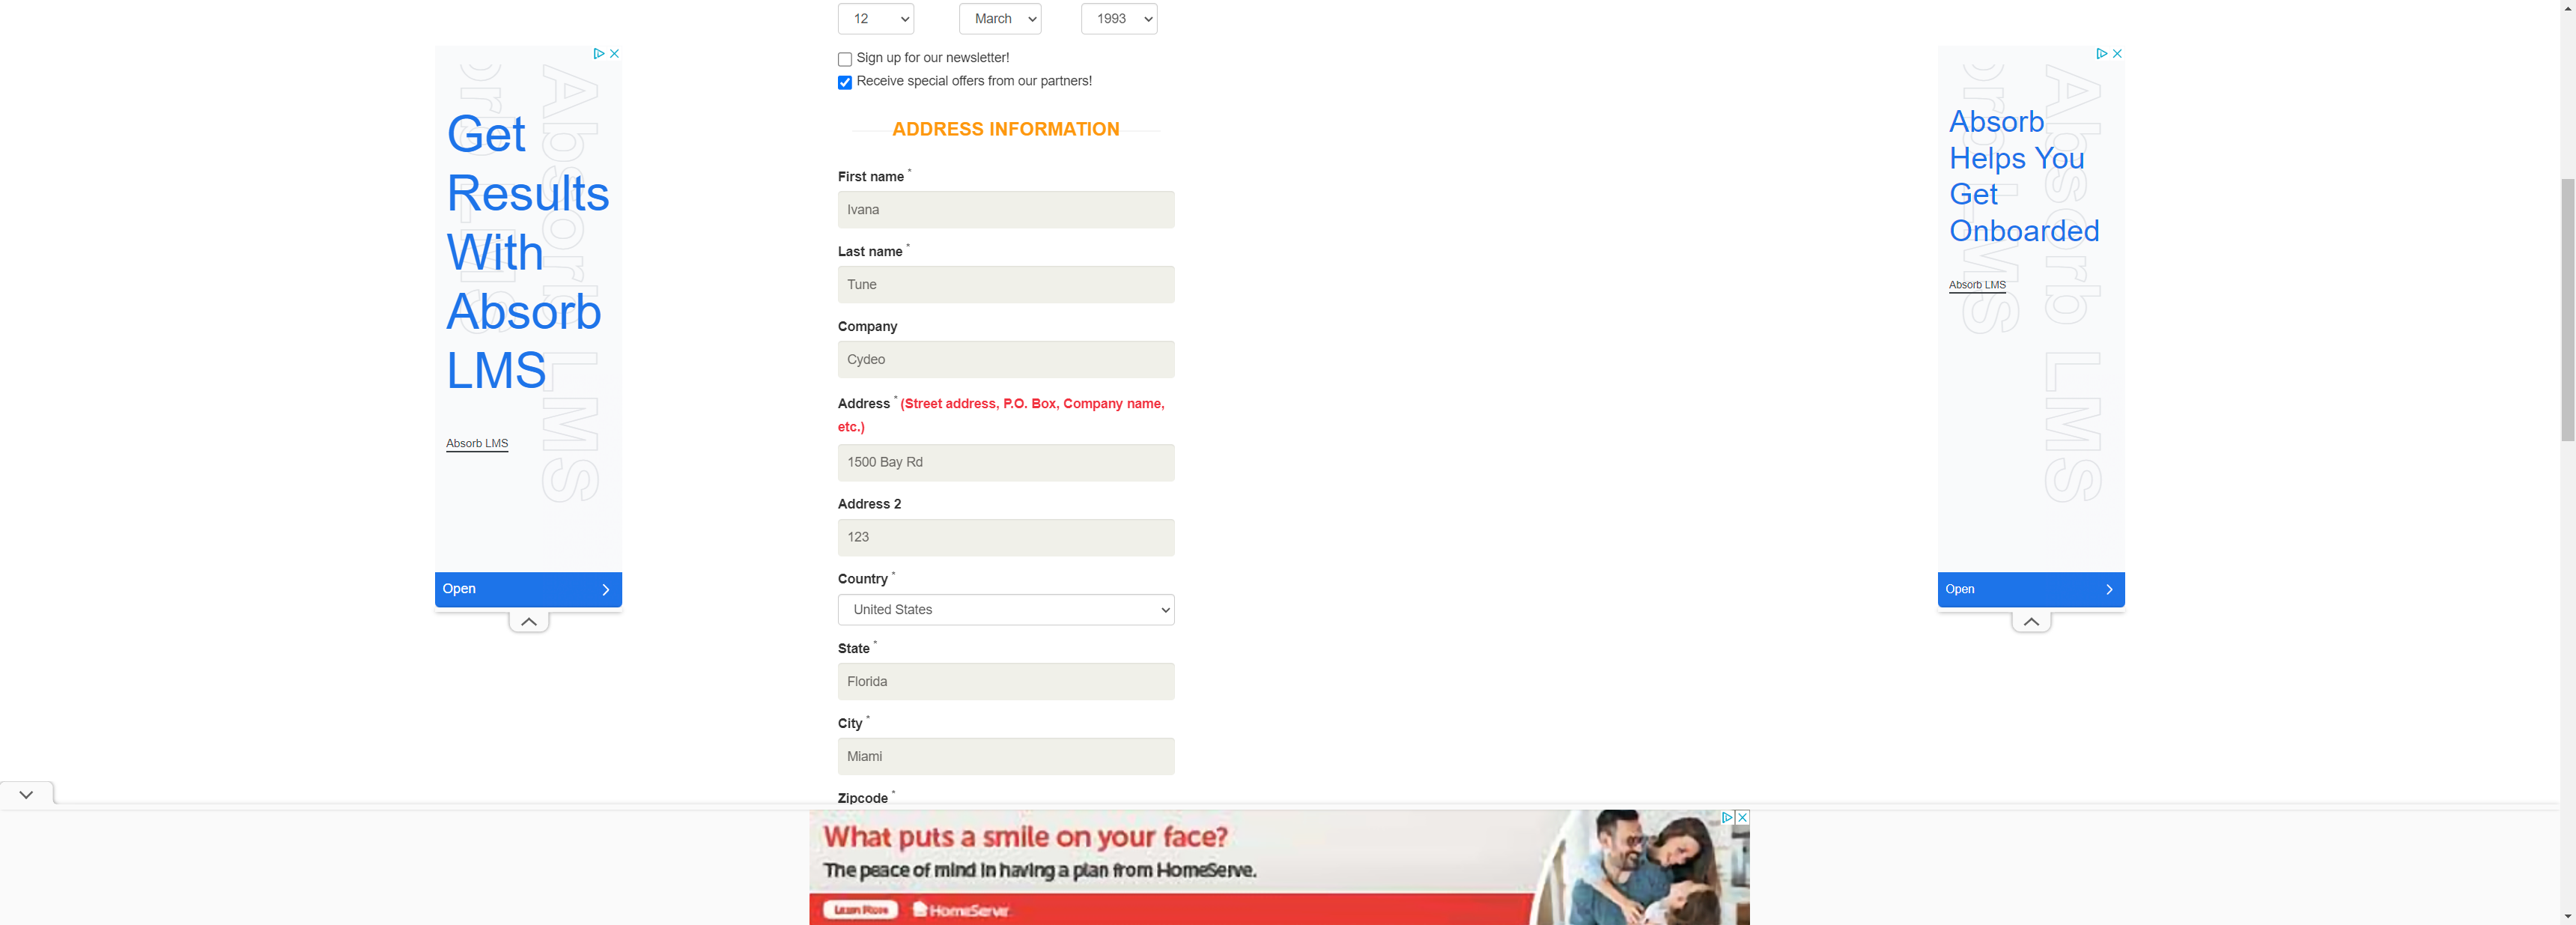 12 March 1993
Sign up for our newsletter!
Receive special offers from our partners!
ADDRESS INFORMATION
First name *
Ivana
Last name *
Tune
Company
Cydeo
Address * (Street address, P.O. Box, Company name,
etc.)
1500 Bay Rd
Address 2
123
Country *
United States
State *
Florida
City *
Miami
Zipcode *
Get
Results
With
Absorb
LMS
Absorb LMS
Open
Absorb LMS
Absorb
Helps You
Get
Onboarded
Absorb LMS
Open
Absorb LMS
What puts a smile on your face?
The peace of mind in having a plan from HomeServe.
Learn More
HomeServe